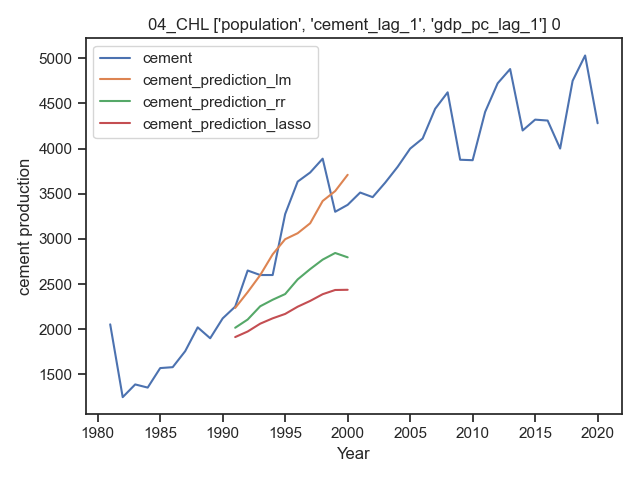 04_CHL ['population', 'cement_lag_1', 'gdp_pc_lag_1'] 0
cement
cement_prediction_lm
cement_prediction_rr
cement_prediction_lasso
cement production
5000
4500
4000
3500
3000
2500
2000
1500
1980 1985 1990 1995 2000 2005 2010 2015 2020
Year